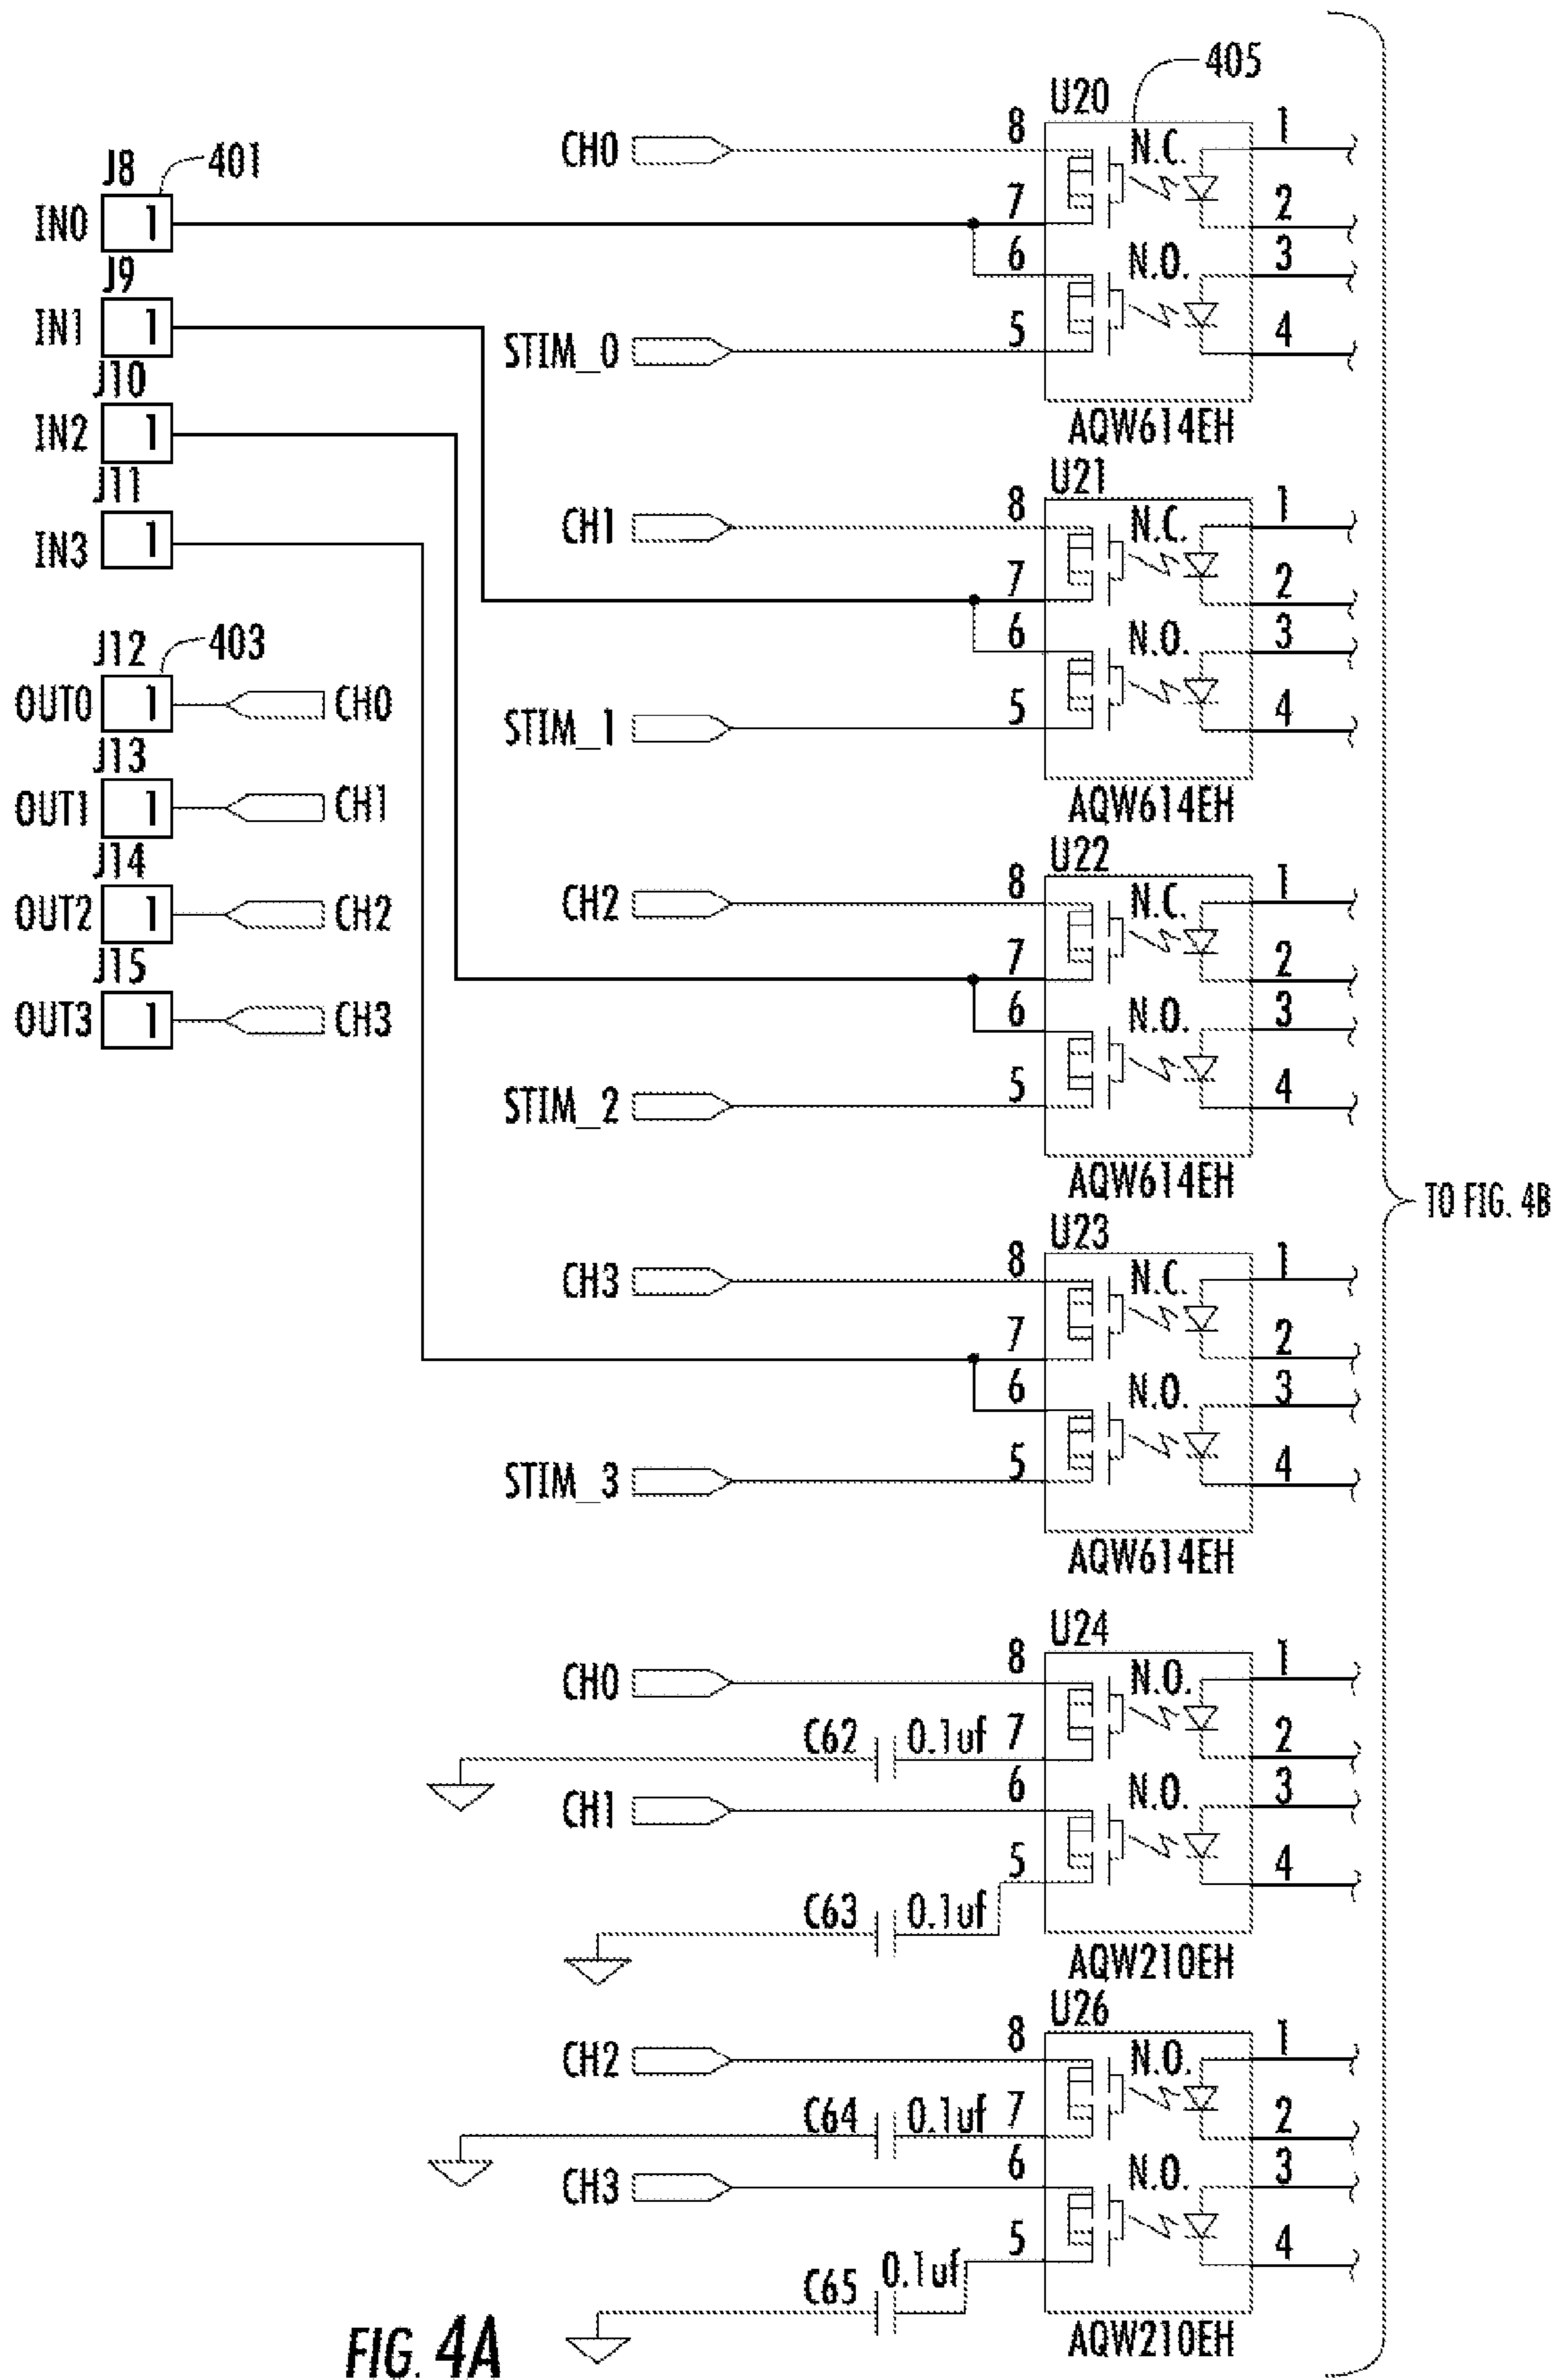 J8
401
IN0
1
J9
IN1
1
J10
IN2
1
J11
IN3
1
J12
403
OUT0
1
CH0
J13
OUT1
1
CH1
J14
OUT2
1
CH2
J15
OUT3
1
CH3
U20
405
CH0
8
N.C.
1
7
2
6
N.O.
3
STIM_0
5
4
AQW614EH
U21
CH1
8
N.C.
1
7
2
6
N.O.
3
STIM_1
5
4
AQW614EH
U22
CH2
8
N.C.
1
7
2
6
N.O.
3
STIM_2
5
4
AQW614EH
U23
CH3
8
N.C.
1
7
2
6
N.O.
3
STIM_3
5
4
AQW614EH
U24
CH0
8
N.O.
1
C62
0.1uf
7
2
CH1
6
N.O.
3
5
4
C63
0.1uf
AQW210EH
U26
CH2
8
N.O.
1
C64
0.1uf
7
2
CH3
6
N.O.
3
5
4
C65
0.1uf
AQW210EH
TO FIG. 4B
FIG. 4A